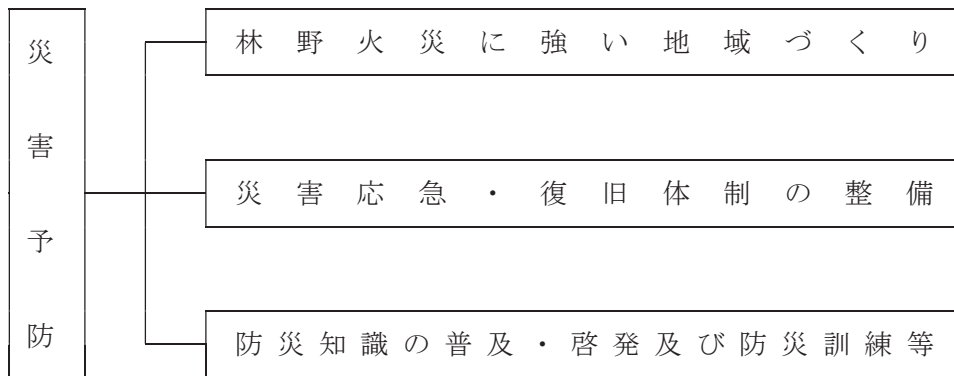 災害予防
林野火災に強い地域づくり
災害応急・復旧体制の整備
防災知識の普及・啓発及び防災訓練等